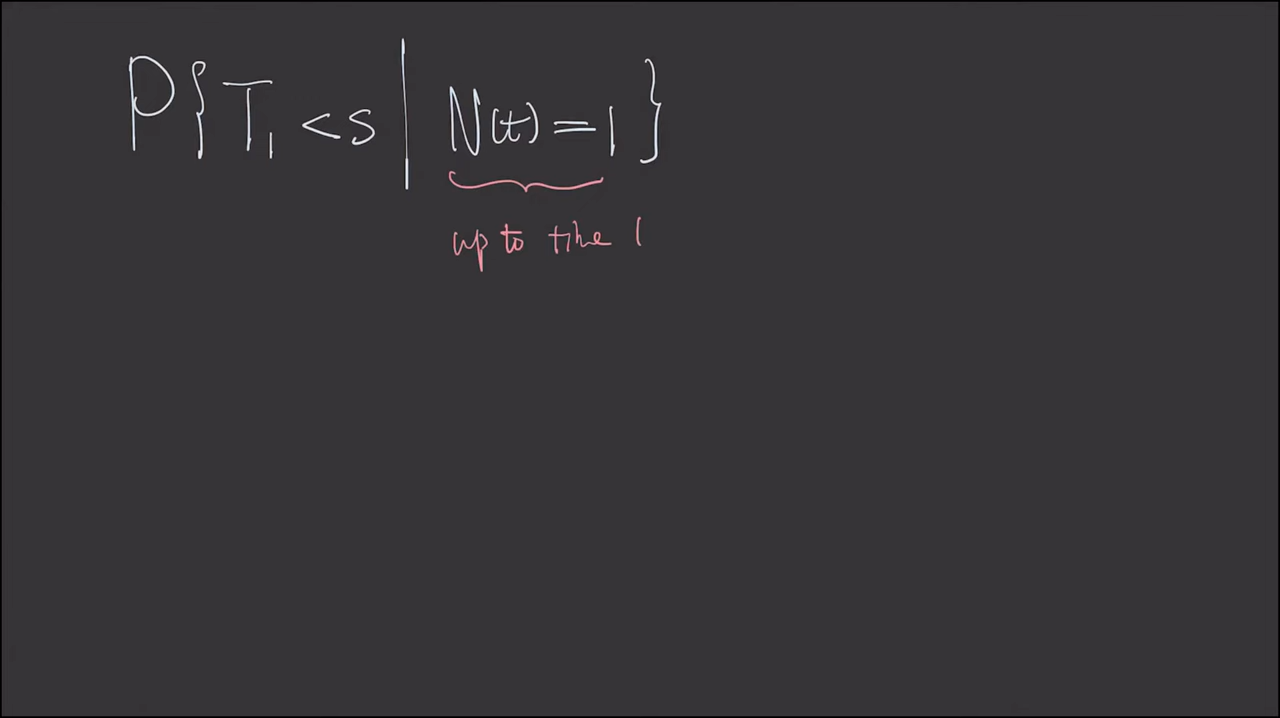 P{T₁ < s | N(t) = 1}
up to time